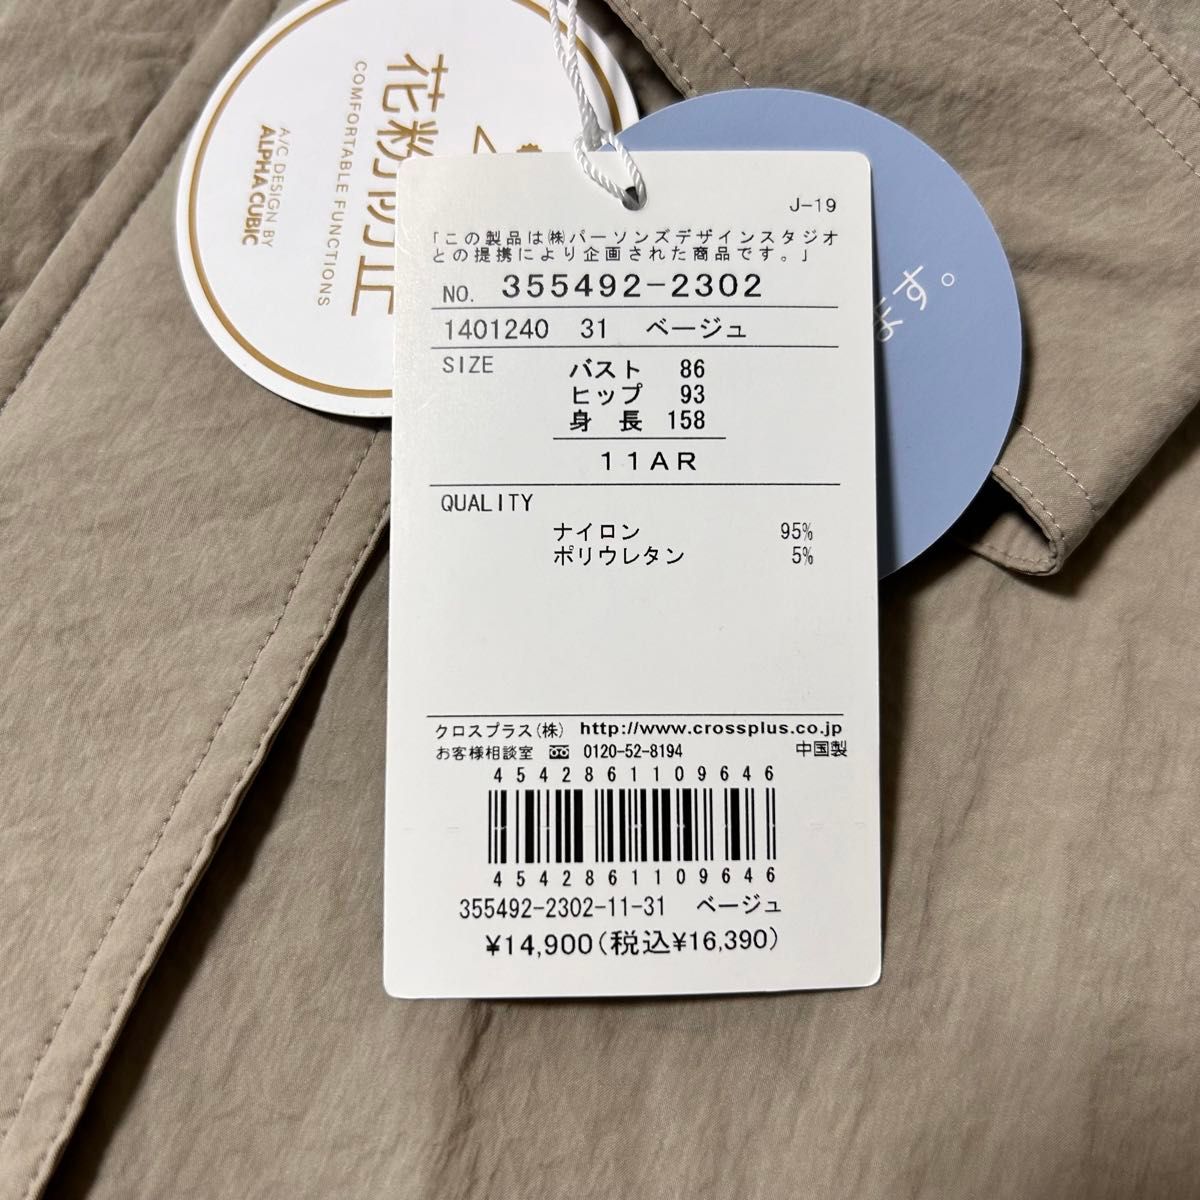 花粉防止
COMFORTABLE FUNCTIONS
A/C DESIGN BY
ALPHA CUBIC
ます。
J-19
「この製品は㈱パーソンズデザインスタジオ
との提携により企画された商品です。」
NO. 355492-2302
1401240 31 ベージュ
SIZE
バスト 86
ヒップ 93
身長 158
11AR
QUALITY
ナイロン 95%
ポリウレタン 5%
クロスプラス(株) http://www.crossplus.co.jp
お客様相談室 0120-52-8194 中国製
4542861109646
4542861109646
355492-2302-11-31 ベージュ
¥14,900(税込¥16,390)